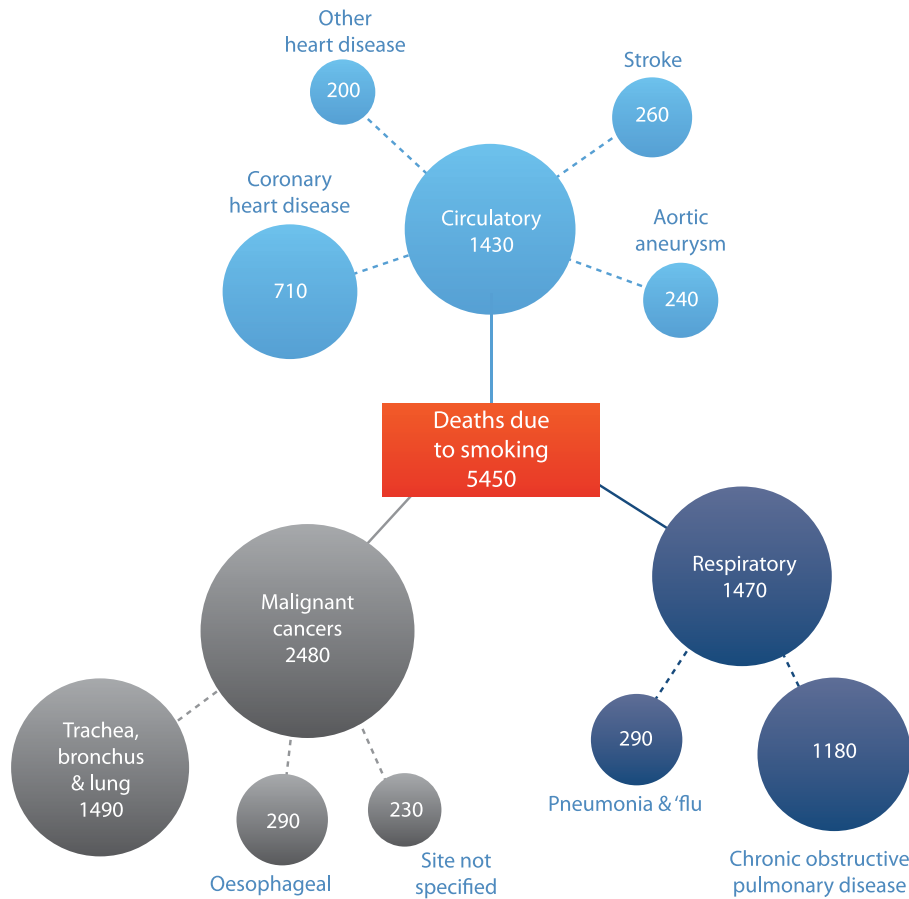 Other
heart disease
200
Stroke
260
Coronary
heart disease
710
Circulatory
1430
Aortic
aneurysm
240
Deaths due
to smoking
5450
Malignant
cancers
2480
Respiratory
1470
Trachea,
bronchus
& lung
1490
290
Oesophageal
230
Site not
specified
290
Pneumonia & ‘flu
1180
Chronic obstructive
pulmonary disease